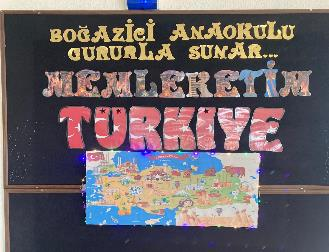 BOĞAZİÇİ ANAOKULU
GURURLA SUNAR...
MEMLEKETİM
TÜRKİYE